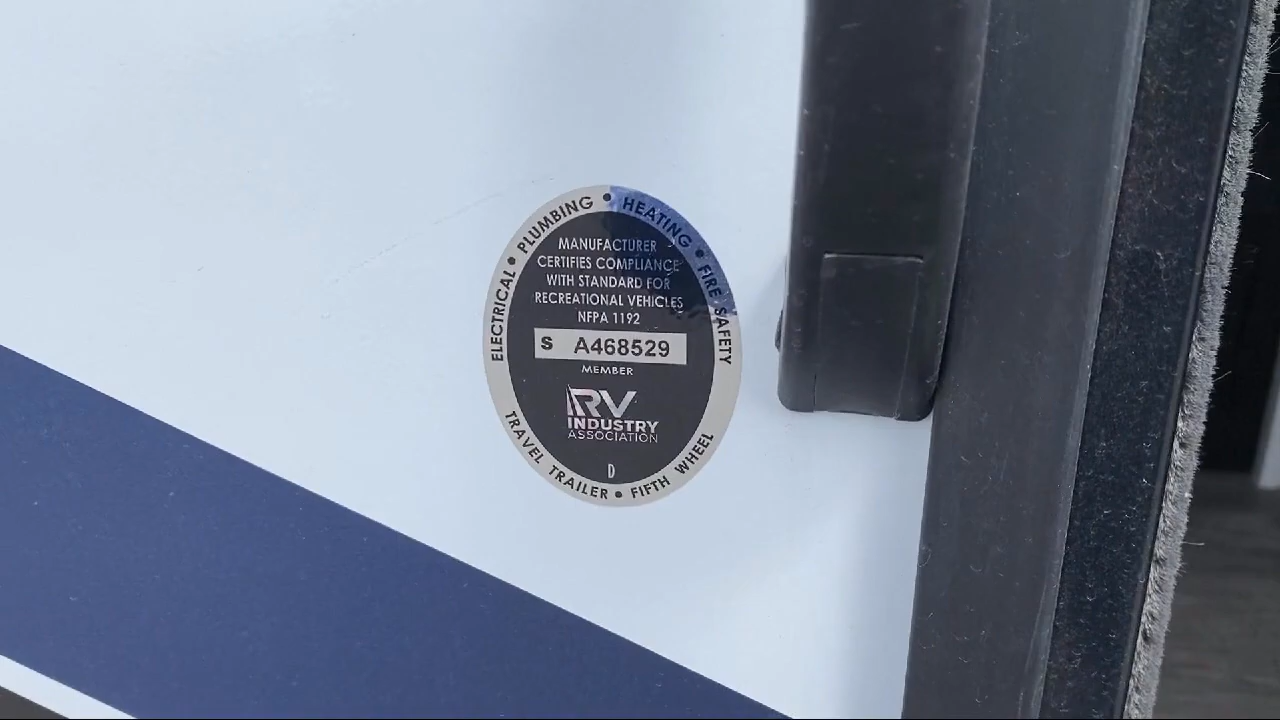 ELECTRICAL • PLUMBING • HEATING • FIRE SAFETY
MANUFACTURER
CERTIFIES COMPLIANCE
WITH STANDARD FOR
RECREATIONAL VEHICLES
NFPA 1192
S A468529
MEMBER
RV
INDUSTRY
ASSOCIATION
D
TRAVEL TRAILER • FIFTH WHEEL